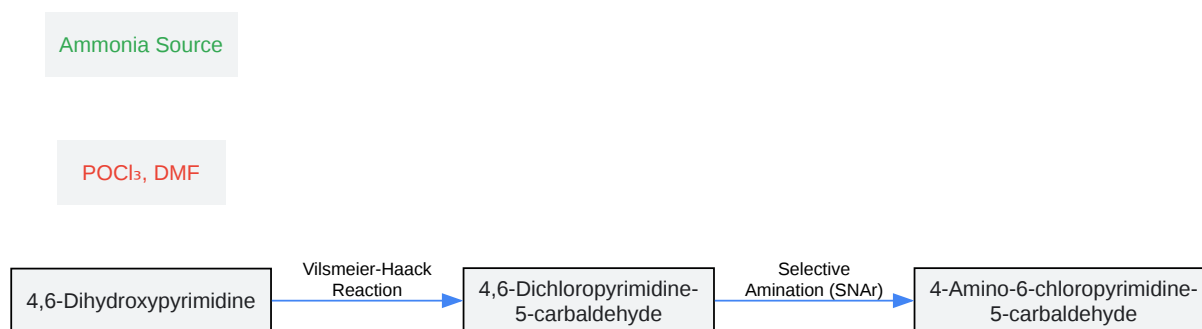 Ammonia Source
POCl₃, DMF
4,6-Dihydroxypyrimidine
Vilsmeier-Haack
Reaction
4,6-Dichloropyrimidine-
5-carbaldehyde
Selective
Amination (SNAr)
4-Amino-6-chloropyrimidine-
5-carbaldehyde